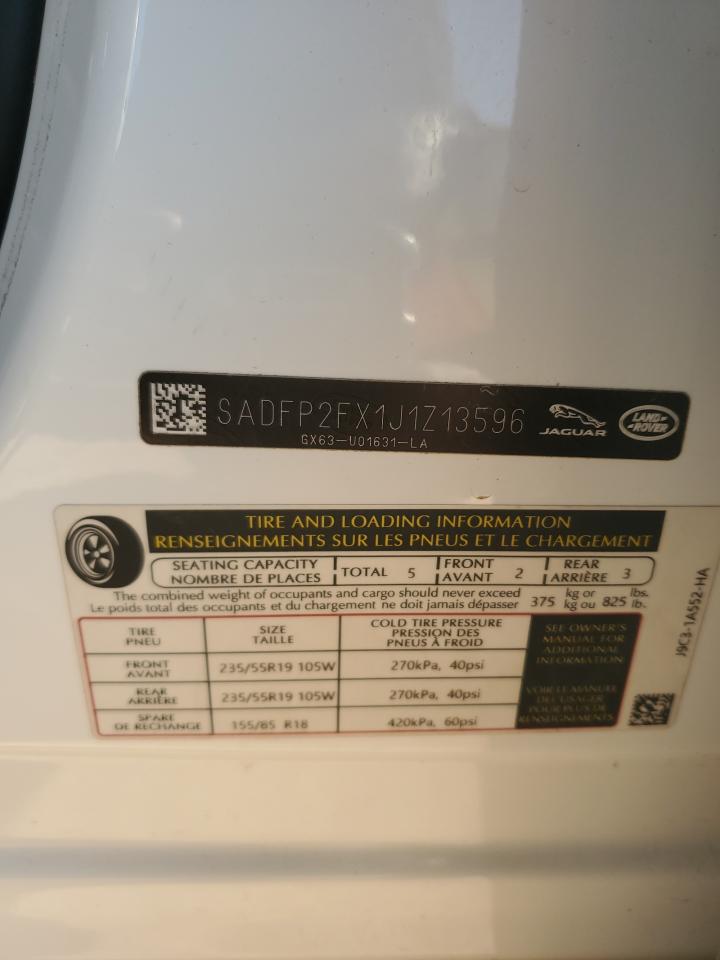 SADFP2FX1J1Z13596
GX63-U01631-LA
JAGUAR
LAND-
ROVER
TIRE AND LOADING INFORMATION
RENSEIGNEMENTS SUR LES PNEUS ET LE CHARGEMENT
SEATING CAPACITY
NOMBRE DE PLACES
TOTAL 5
FRONT
AVANT 2
REAR
ARRIÈRE 3
The combined weight of occupants and cargo should never exceed 375 kg or 825 lbs.
Le poids total des occupants et du chargement ne doit jamais dépasser kg ou lb.
TIRE
PNEU
SIZE
TAILLE
COLD TIRE PRESSURE
PRESSION DES
PNEUS À FROID
SEE OWNER'S
MANUAL FOR
ADDITIONAL
INFORMATION
FRONT
AVANT
235/55R19 105W
270kPa, 40psi
REAR
ARRIÈRE
235/55R19 105W
270kPa, 40psi
VOIR LE MANUEL
DE L'USAGER
POUR PLUS DE
RENSEIGNEMENTS
SPARE
DE RECHANGE
155/85 R18
420kPa, 60psi
J9C3-1A552-HA